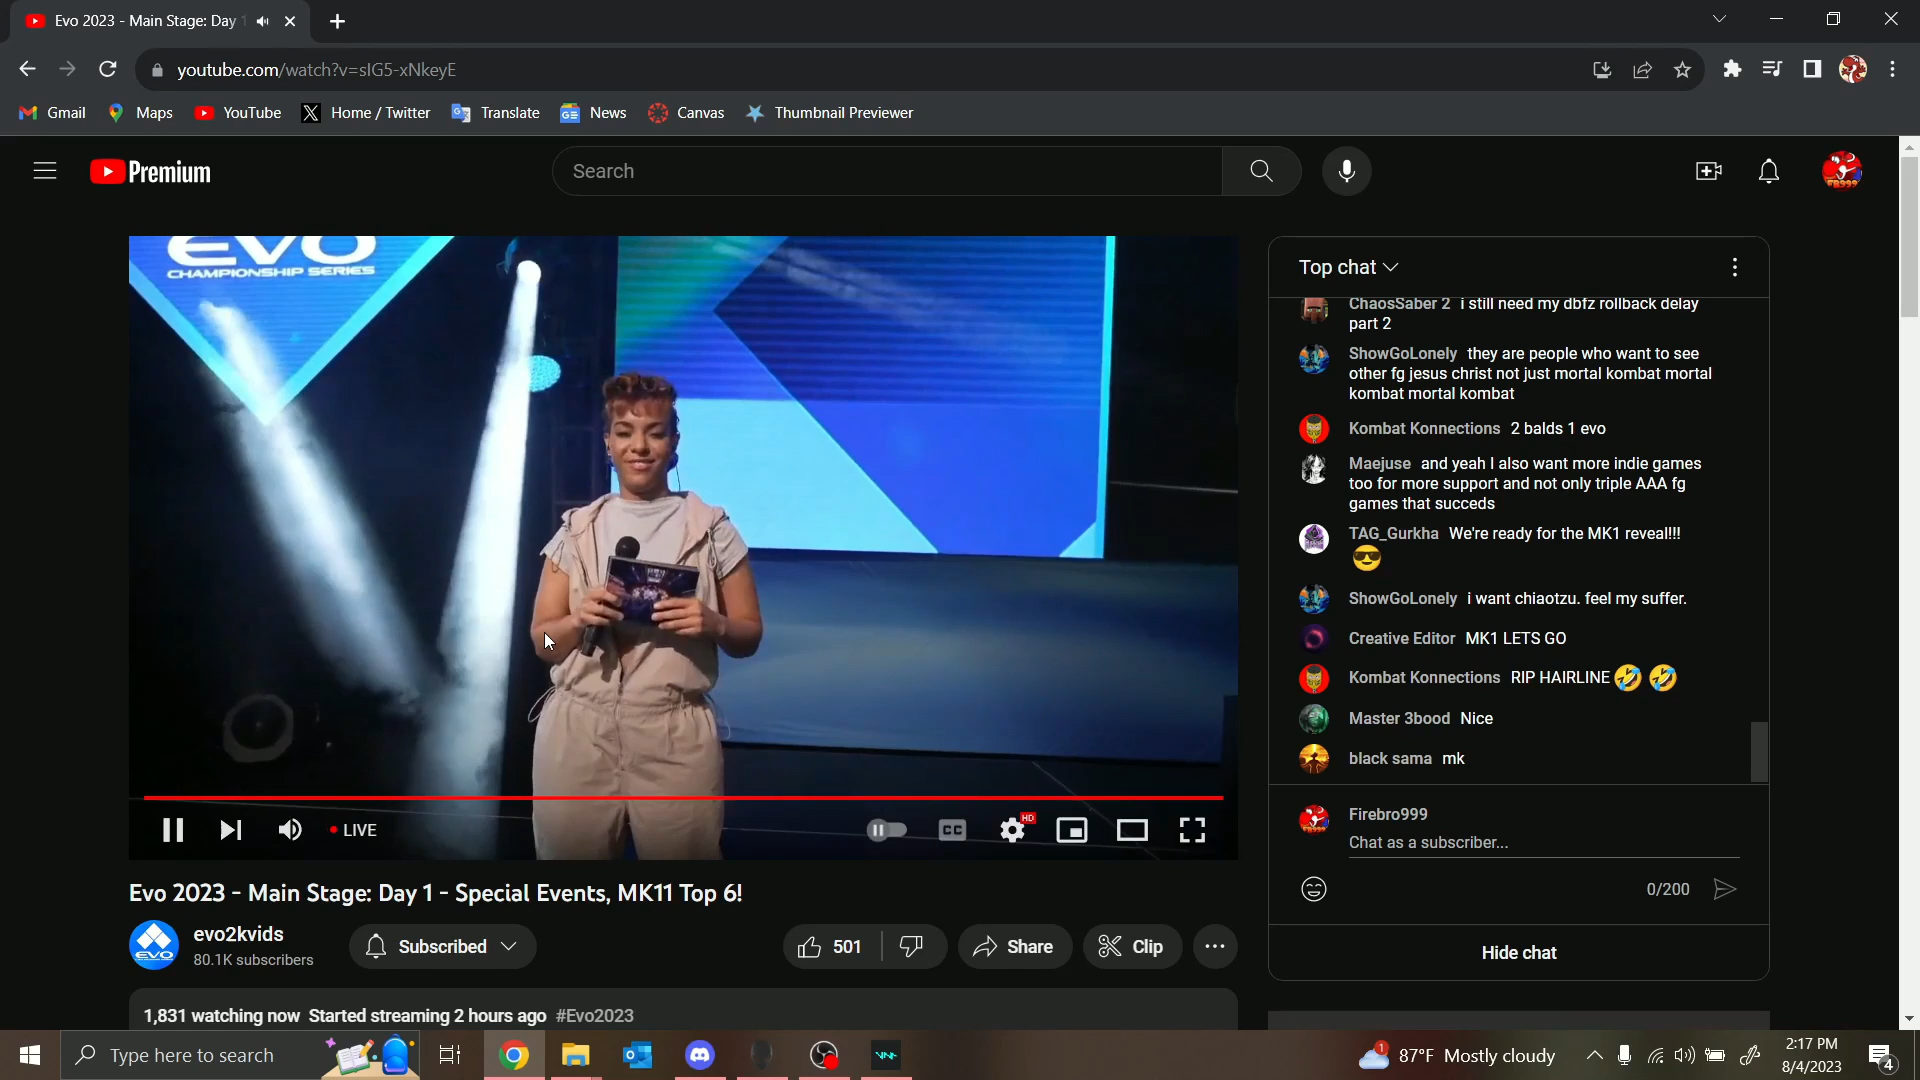 Evo 2023 - Main Stage: Day 1
youtube.com/watch?v=sIG5-xNkeyE
Gmail Maps YouTube Home / Twitter Translate News Canvas Thumbnail Previewer
Premium
Search
FB999
EVO
CHAMPIONSHIP SERIES
LIVE
CC
HD
Evo 2023 - Main Stage: Day 1 - Special Events, MK11 Top 6!
EVO
evo2kvids
80.1K subscribers
Subscribed
501
Share
Clip
1,831 watching now Started streaming 2 hours ago #Evo2023
Top chat
ChaosSaber 2 i still need my dbfz rollback delay
part 2
ShowGoLonely they are people who want to see
other fg jesus christ not just mortal kombat mortal
kombat mortal kombat
Kombat Konnections 2 balds 1 evo
Maejuse and yeah I also want more indie games
too for more support and not only triple AAA fg
games that succeds
TAG_Gurkha We're ready for the MK1 reveal!!!
😎
ShowGoLonely i want chiaotzu. feel my suffer.
Creative Editor MK1 LETS GO
Kombat Konnections RIP HAIRLINE🤣🤣
Master 3bood Nice
black sama mk
Firebro999
Chat as a subscriber...
0/200
Hide chat
Type here to search
1
87°F Mostly cloudy
2:17 PM
8/4/2023
4